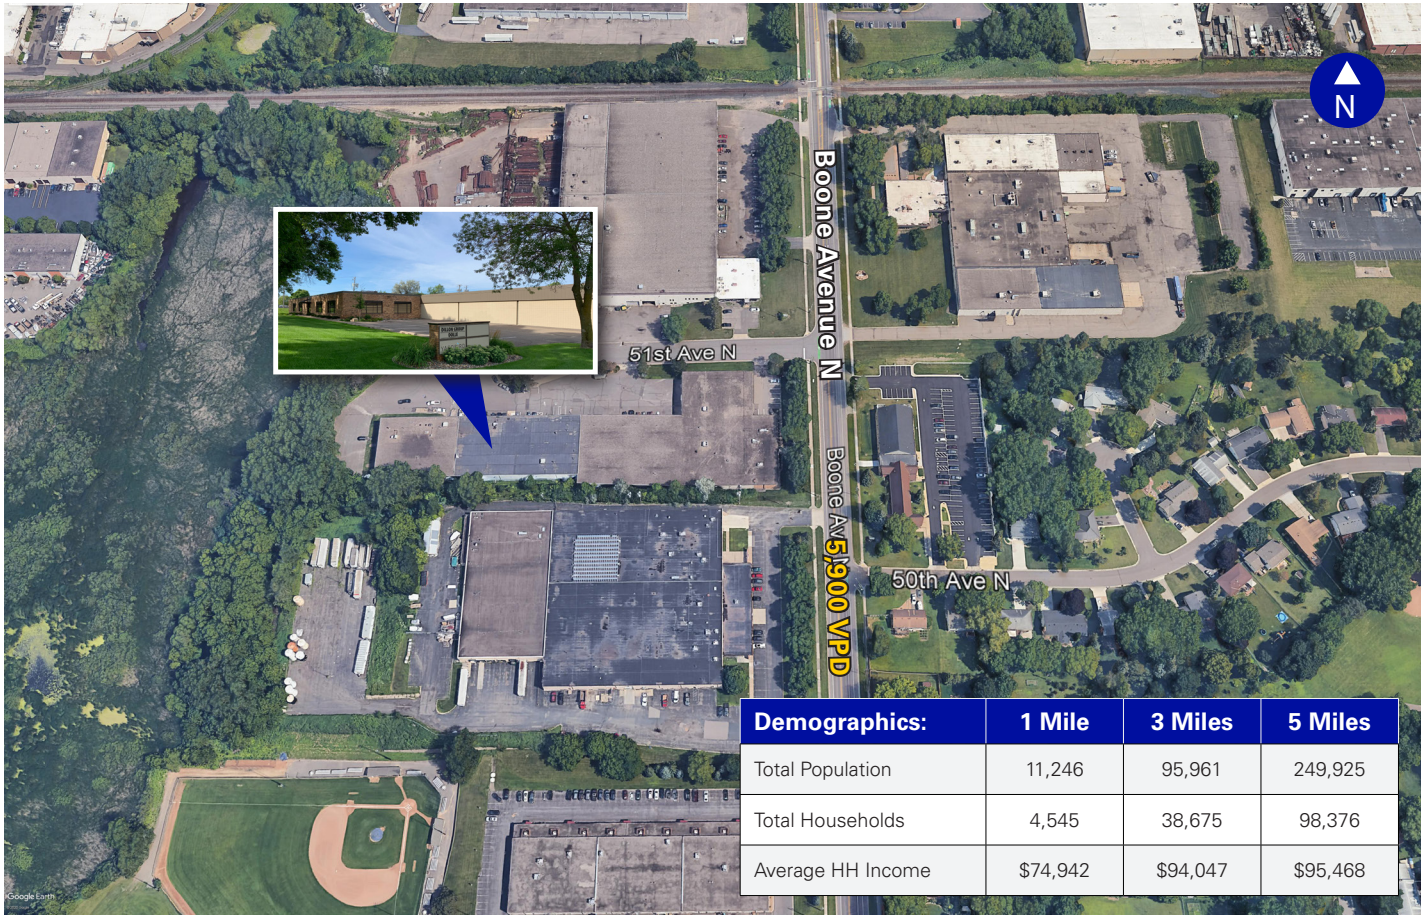 N
Boone Avenue N
51st Ave N
Boone Av
5,900 VPD
50th Ave N
Demographics: 1 Mile 3 Miles 5 Miles
Total Population 11,246 95,961 249,925
Total Households 4,545 38,675 98,376
Average HH Income $74,942 $94,047 $95,468
Google Earth